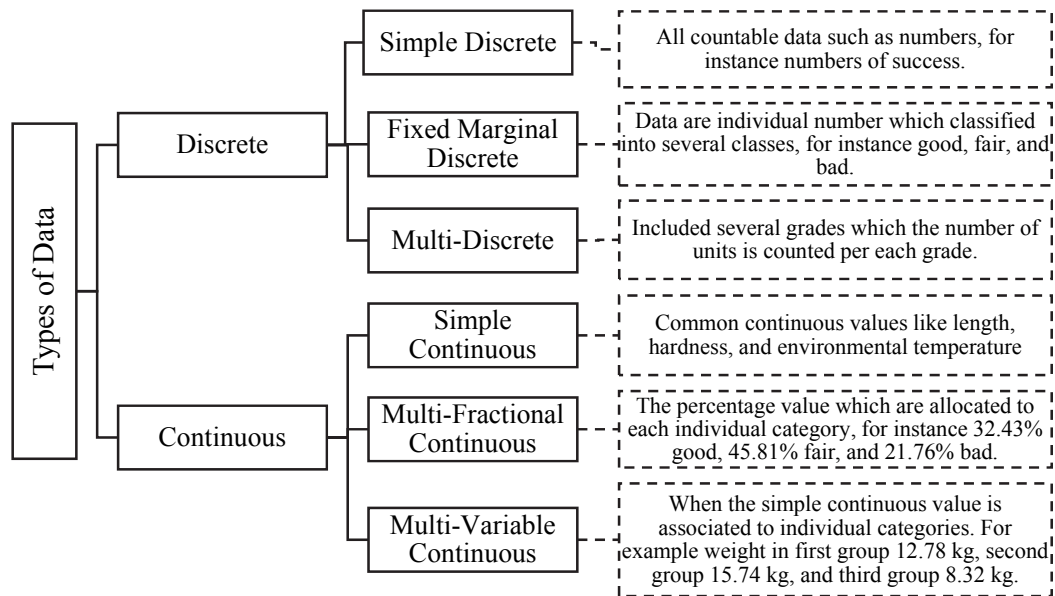 Types of Data
Discrete
Simple Discrete
All countable data such as numbers, for
instance numbers of success.
Fixed Marginal
Discrete
Data are individual number which classified
into several classes, for instance good, fair, and
bad.
Multi-Discrete
Included several grades which the number of
units is counted per each grade.
Continuous
Simple
Continuous
Common continuous values like length,
hardness, and environmental temperature
Multi-Fractional
Continuous
The percentage value which are allocated to
each individual category, for instance 32.43%
good, 45.81% fair, and 21.76% bad.
Multi-Variable
Continuous
When the simple continuous value is
associated to individual categories. For
example weight in first group 12.78 kg, second
group 15.74 kg, and third group 8.32 kg.